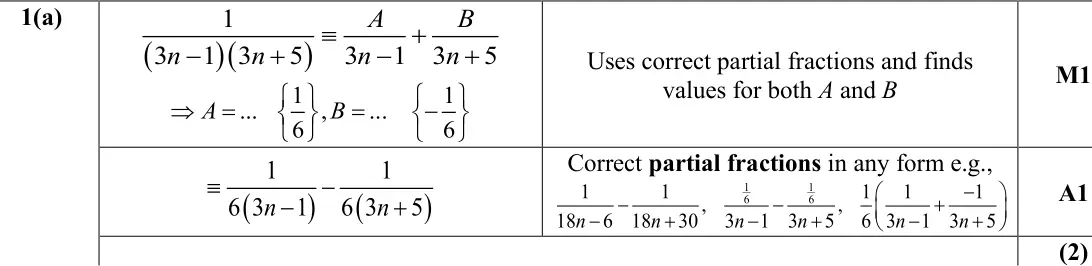 1(a)
1/((3n − 1)(3n + 5)) ≡ A/(3n − 1) + B/(3n + 5)
⇒ A = ... {1/6}, B = ... {−1/6}
Uses correct partial fractions and finds
values for both A and B
M1
≡ 1/(6(3n − 1)) − 1/(6(3n + 5))
Correct partial fractions in any form e.g.,
1/(18n − 6) − 1/(18n + 30), (1/6)/(3n − 1) − (1/6)/(3n + 5), 1/6(1/(3n − 1) + −1/(3n + 5))
A1
(2)